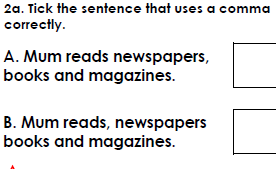 2a. Tick the sentence that uses a comma
correctly.
A. Mum reads newspapers,
books and magazines.
B. Mum reads, newspapers
books and magazines.